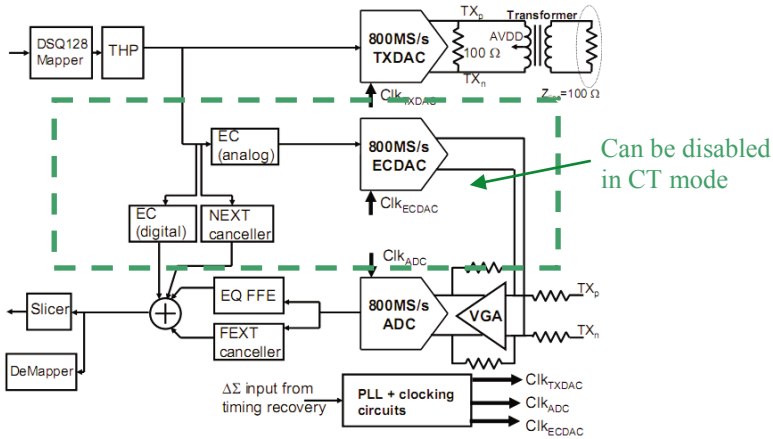 DSQ128
Mapper
THP
800MS/s
TXDAC
TXp
100 Ω
TXn
AVDD
Transformer
=100 Ω
ClkTXDAC
EC
(analog)
800MS/s
ECDAC
ClkECDAC
Can be disabled
in CT mode
EC
(digital)
NEXT
canceller
ClkADC
Slicer
DeMapper
EQ FFE
FEXT
canceller
800MS/s
ADC
VGA
TXp
TXn
ΔΣ input from
timing recovery
PLL + clocking
circuits
ClkTXDAC
ClkADC
ClkECDAC